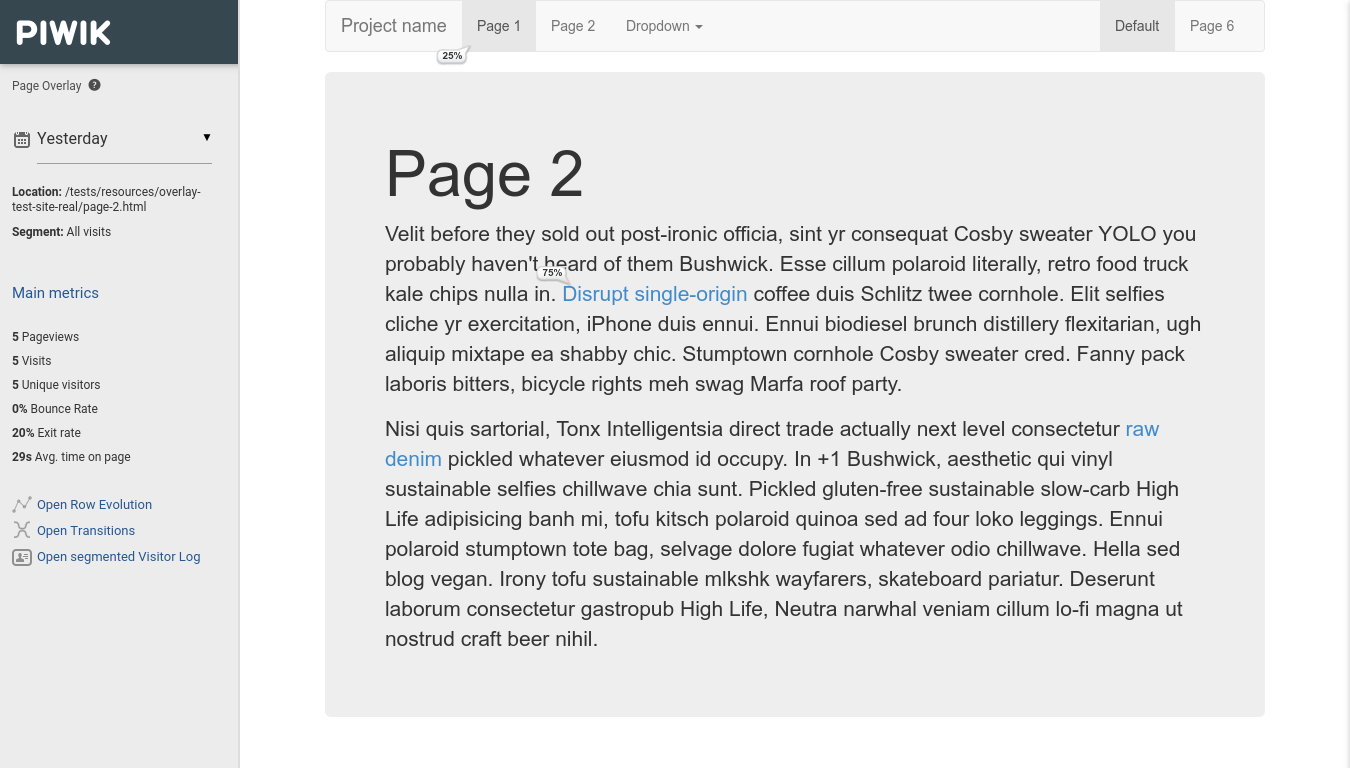 PIWIK
Page Overlay ?
Yesterday
Location: /tests/resources/overlay-
test-site-real/page-2.html
Segment: All visits
Main metrics
5 Pageviews
5 Visits
5 Unique visitors
0% Bounce Rate
20% Exit rate
29s Avg. time on page
Open Row Evolution
Open Transitions
Open segmented Visitor Log
Project name Page 1 Page 2 Dropdown Default Page 6
25%
Page 2
Velit before they sold out post-ironic officia, sint yr consequat Cosby sweater YOLO you
probably haven't heard of them Bushwick. Esse cillum polaroid literally, retro food truck
75%
kale chips nulla in. Disrupt single-origin coffee duis Schlitz twee cornhole. Elit selfies
cliche yr exercitation, iPhone duis ennui. Ennui biodiesel brunch distillery flexitarian, ugh
aliquip mixtape ea shabby chic. Stumptown cornhole Cosby sweater cred. Fanny pack
laboris bitters, bicycle rights meh swag Marfa roof party.
Nisi quis sartorial, Tonx Intelligentsia direct trade actually next level consectetur raw
denim pickled whatever eiusmod id occupy. In +1 Bushwick, aesthetic qui vinyl
sustainable selfies chillwave chia sunt. Pickled gluten-free sustainable slow-carb High
Life adipisicing banh mi, tofu kitsch polaroid quinoa sed ad four loko leggings. Ennui
polaroid stumptown tote bag, selvage dolore fugiat whatever odio chillwave. Hella sed
blog vegan. Irony tofu sustainable mlkshk wayfarers, skateboard pariatur. Deserunt
laborum consectetur gastropub High Life, Neutra narwhal veniam cillum lo-fi magna ut
nostrud craft beer nihil.